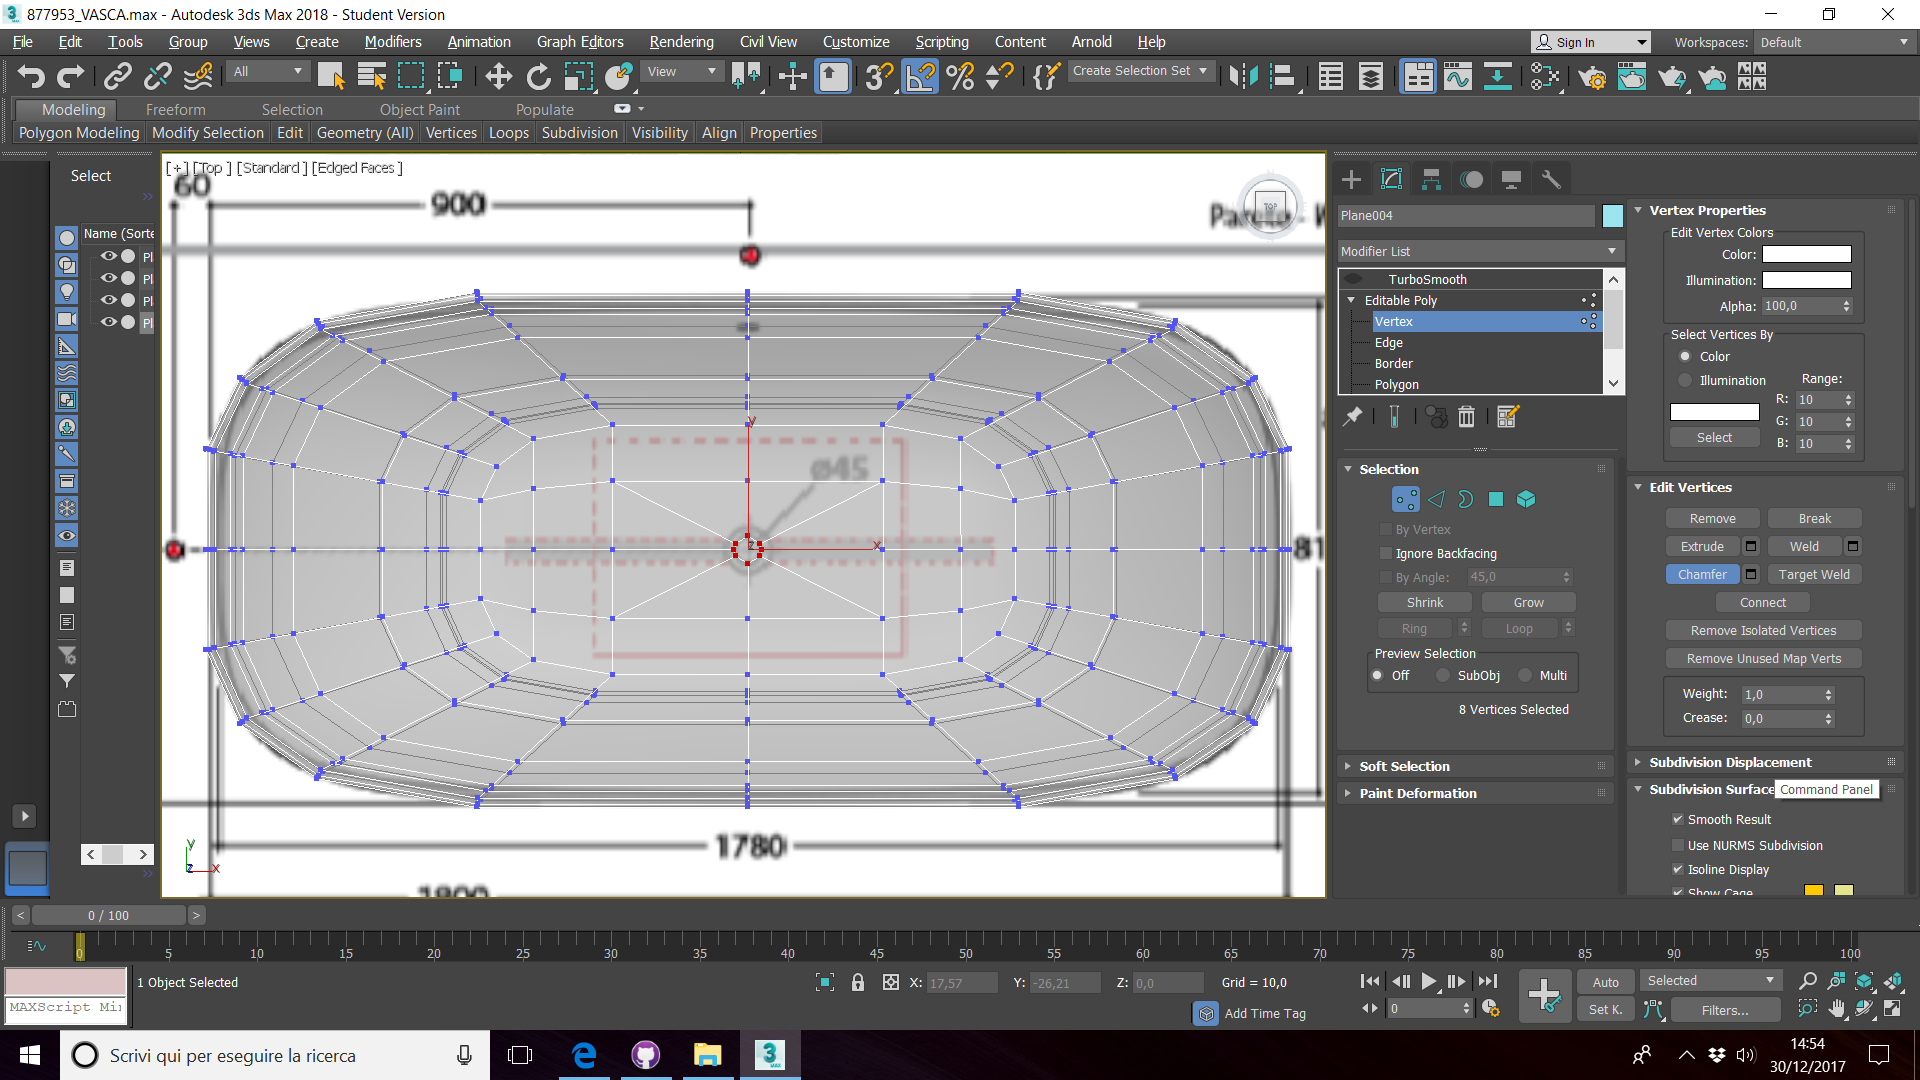 877953_VASCA.max - Autodesk 3ds Max 2018 - Student Version
File Edit Tools Group Views Create Modifiers Animation Graph Editors Rendering Civil View Customize Scripting Content Arnold Help
Sign In Workspaces: Default
All View Create Selection Set
Modeling Freeform Selection Object Paint Populate
Polygon Modeling Modify Selection Edit Geometry (All) Vertices Loops Subdivision Visibility Align Properties
Select
Name (Sorte
Pl
Pl
Pl
Pl
[+] [Top ] [Standard ] [Edged Faces ]
60
900
TOP
Parete -
ø45
y
z
x
81
1780
1800
y
z
x
Plane004
Modifier List
TurboSmooth
Editable Poly
Vertex
Edge
Border
Polygon
Selection
By Vertex
Ignore Backfacing
By Angle: 45,0
Shrink Grow
Ring Loop
Preview Selection
Off SubObj Multi
8 Vertices Selected
Soft Selection
Paint Deformation
Vertex Properties
Edit Vertex Colors
Color:
Illumination:
Alpha: 100,0
Select Vertices By
Color
Illumination Range:
R: 10
G: 10
Select B: 10
Edit Vertices
Remove Break
Extrude Weld
Chamfer Target Weld
Connect
Remove Isolated Vertices
Remove Unused Map Verts
Weight: 1,0
Crease: 0,0
Subdivision Displacement
Subdivision Surface
Command Panel
Smooth Result
Use NURMS Subdivision
Isoline Display
Show Cage
< 0 / 100 >
0 5 10 15 20 25 30 35 40 45 50 55 60 65 70 75 80 85 90 95 100
1 Object Selected
X: 17,57 Y: -26,21 Z: 0,0 Grid = 10,0
Auto Selected
MAXScript Mi
Add Time Tag
0
Set K. Filters...
Scrivi qui per eseguire la ricerca
3
MAX
14:54
30/12/2017